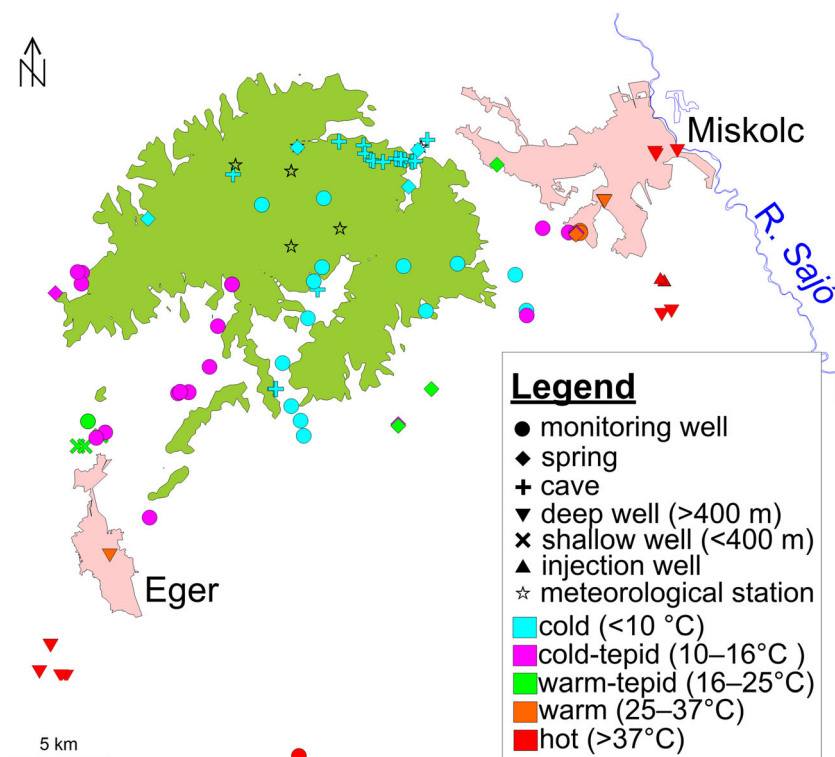 N
Miskolc
R. Sajó
Eger
5 km
Legend
monitoring well
spring
cave
deep well (>400 m)
shallow well (<400 m)
injection well
meteorological station
cold (<10 °C)
cold-tepid (10–16°C )
warm-tepid (16–25°C)
warm (25–37°C)
hot (>37°C)